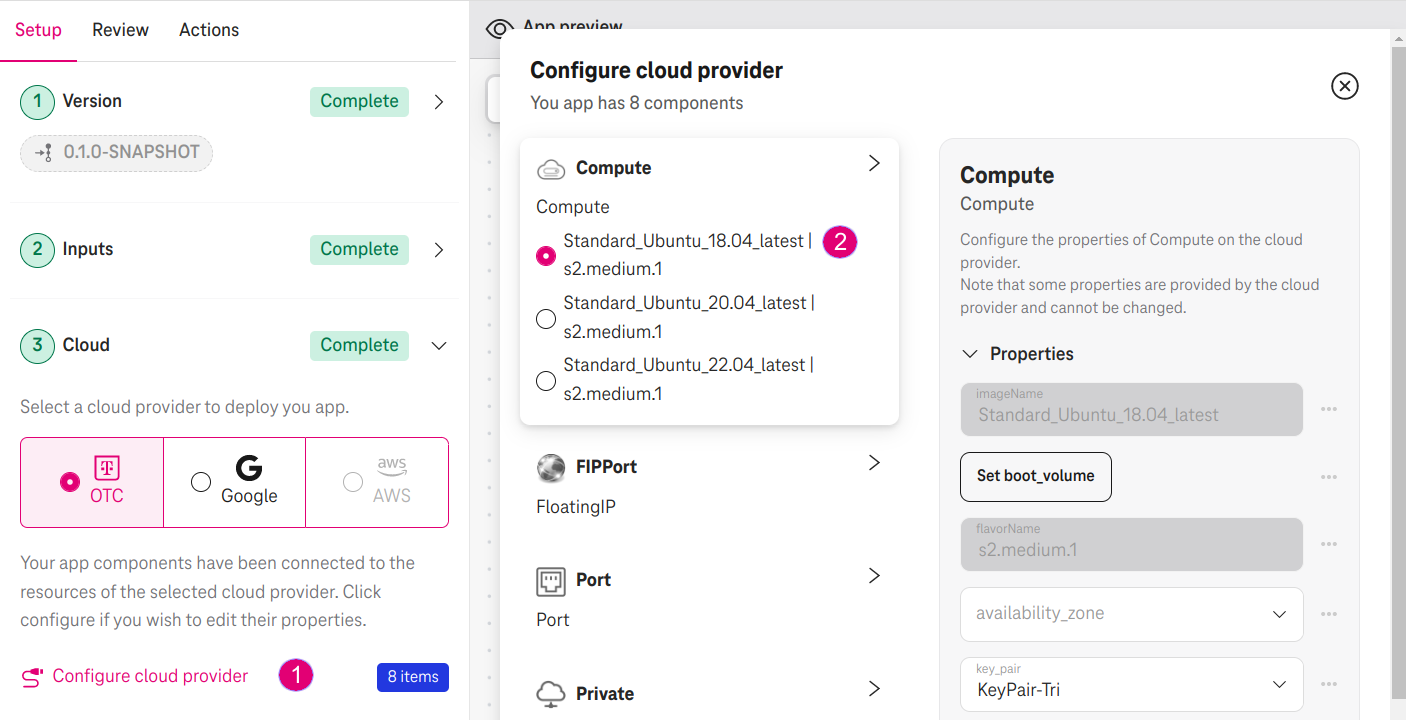 Setup Review Actions
1 Version Complete
0.1.0-SNAPSHOT
2 Inputs Complete
3 Cloud Complete
Select a cloud provider to deploy you app.
T
OTC
G
Google
aws
AWS
Your app components have been connected to the
resources of the selected cloud provider. Click
configure if you wish to edit their properties.
Configure cloud provider 1 8 items
App preview
Configure cloud provider
You app has 8 components
Compute
Compute
Standard_Ubuntu_18.04_latest | 2
s2.medium.1
Standard_Ubuntu_20.04_latest |
s2.medium.1
Standard_Ubuntu_22.04_latest |
s2.medium.1
FIPPort
FloatingIP
Port
Port
Private
Compute
Compute
Configure the properties of Compute on the cloud
provider.
Note that some properties are provided by the cloud
provider and cannot be changed.
Properties
imageName
Standard_Ubuntu_18.04_latest
Set boot_volume
flavorName
s2.medium.1
availability_zone
key_pair
KeyPair-Tri